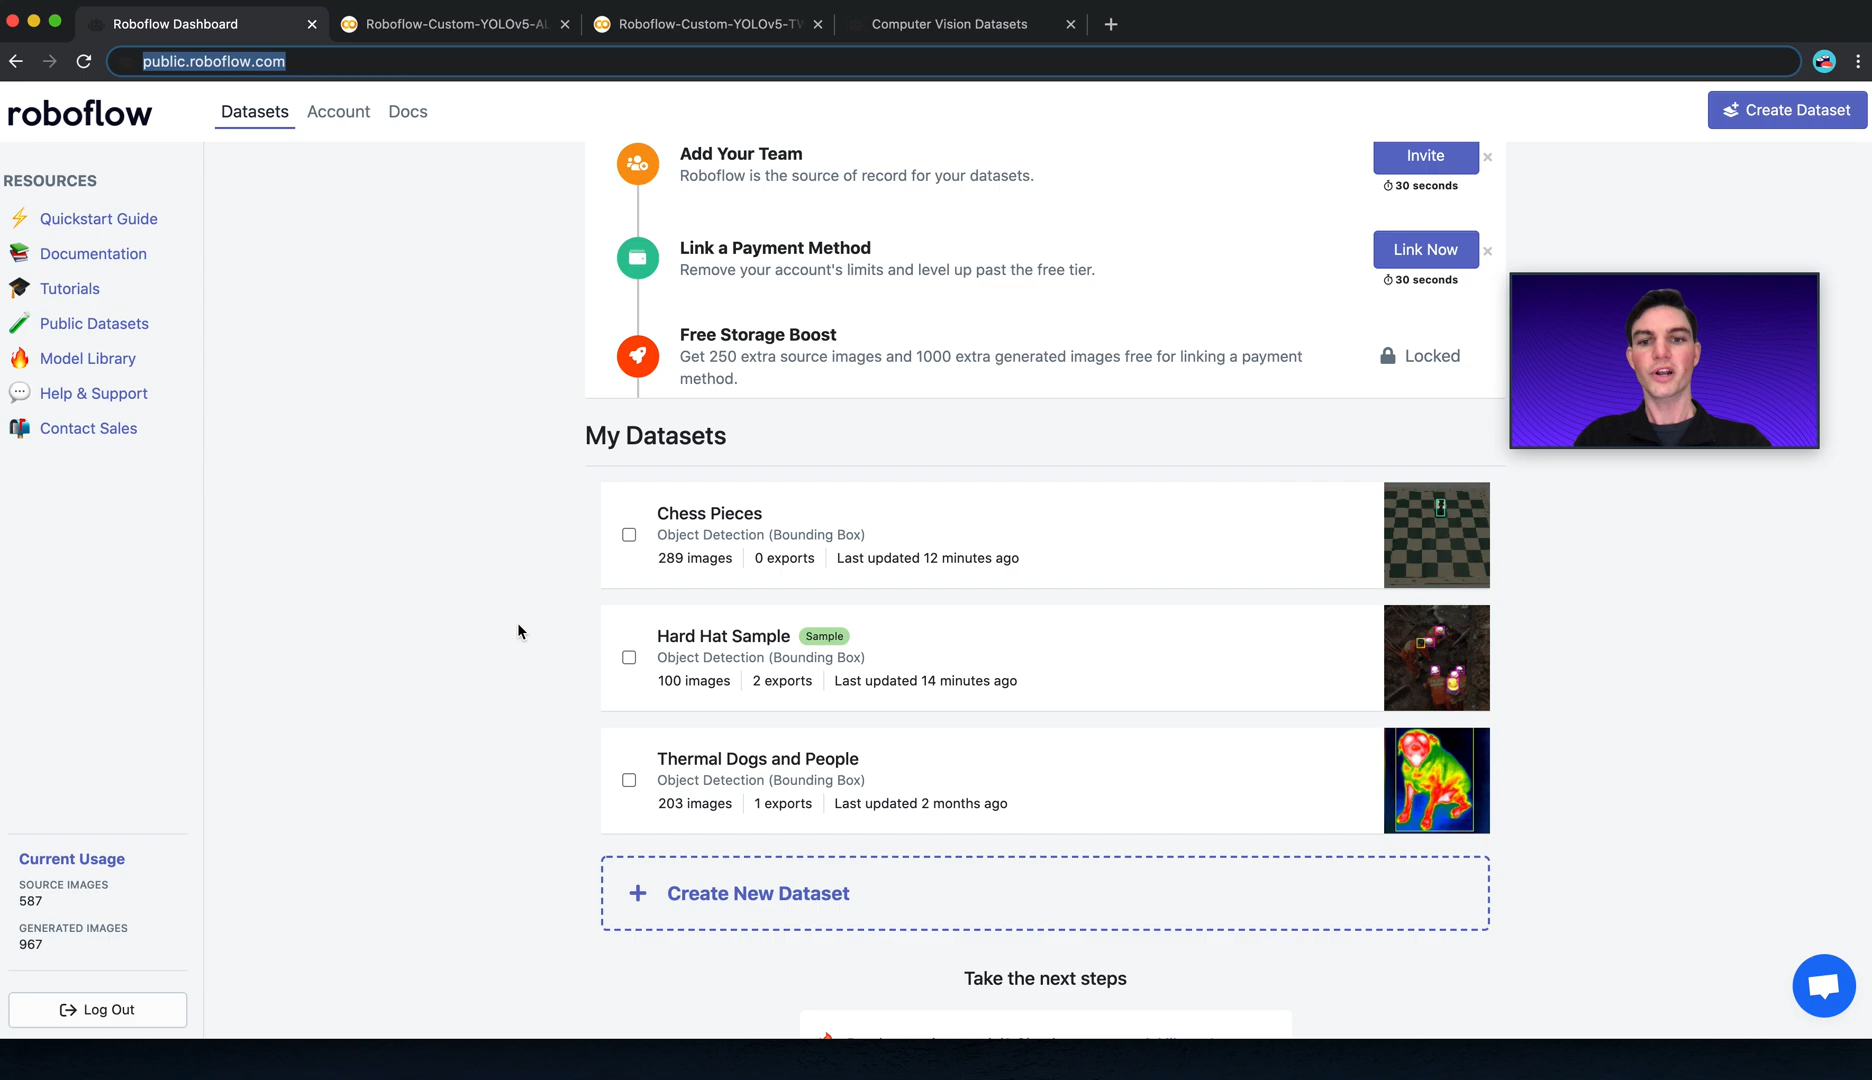 Roboflow Dashboard
Roboflow-Custom-YOLOv5-AL
Roboflow-Custom-YOLOv5-TW
Computer Vision Datasets
public.roboflow.com
roboflow
Datasets
Account
Docs
Create Dataset
RESOURCES
Quickstart Guide
Documentation
Tutorials
Public Datasets
Model Library
Help & Support
Contact Sales
Current Usage
SOURCE IMAGES
587
GENERATED IMAGES
967
Log Out
Add Your Team
Roboflow is the source of record for your datasets.
Invite
30 seconds
Link a Payment Method
Remove your account's limits and level up past the free tier.
Link Now
30 seconds
Free Storage Boost
Get 250 extra source images and 1000 extra generated images free for linking a payment
method.
Locked
My Datasets
Chess Pieces
Object Detection (Bounding Box)
289 images
0 exports
Last updated 12 minutes ago
Hard Hat Sample
Sample
Object Detection (Bounding Box)
100 images
2 exports
Last updated 14 minutes ago
Thermal Dogs and People
Object Detection (Bounding Box)
203 images
1 exports
Last updated 2 months ago
Create New Dataset
Take the next steps